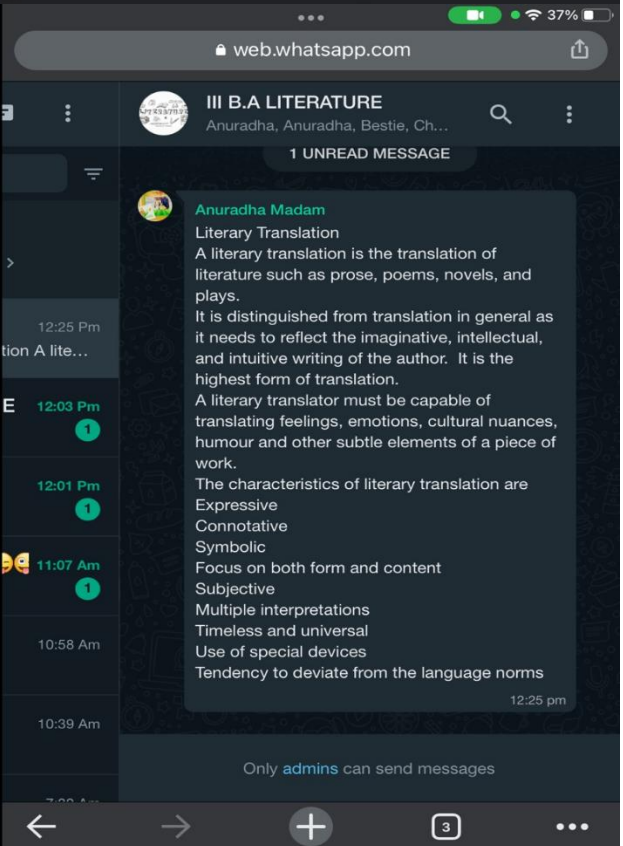 37%
web.whatsapp.com
III B.A LITERATURE
Anuradha, Anuradha, Bestie, Ch...
1 UNREAD MESSAGE
Anuradha Madam
Literary Translation
A literary translation is the translation of
literature such as prose, poems, novels, and
plays.
It is distinguished from translation in general as
it needs to reflect the imaginative, intellectual,
and intuitive writing of the author. It is the
highest form of translation.
A literary translator must be capable of
translating feelings, emotions, cultural nuances,
humour and other subtle elements of a piece of
work.
The characteristics of literary translation are
Expressive
Connotative
Symbolic
Focus on both form and content
Subjective
Multiple interpretations
Timeless and universal
Use of special devices
Tendency to deviate from the language norms
12:25 pm
Only admins can send messages
12:25 Pm
tion A lite...
E 12:03 Pm
1
12:01 Pm
1
11:07 Am
1
10:58 Am
10:39 Am
3